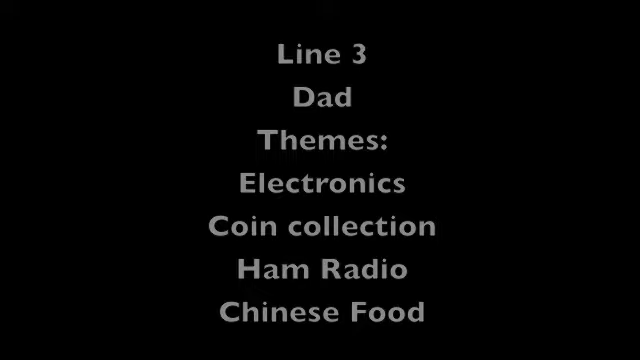 Line 3
Dad
Themes:
Electronics
Coin collection
Ham Radio
Chinese Food